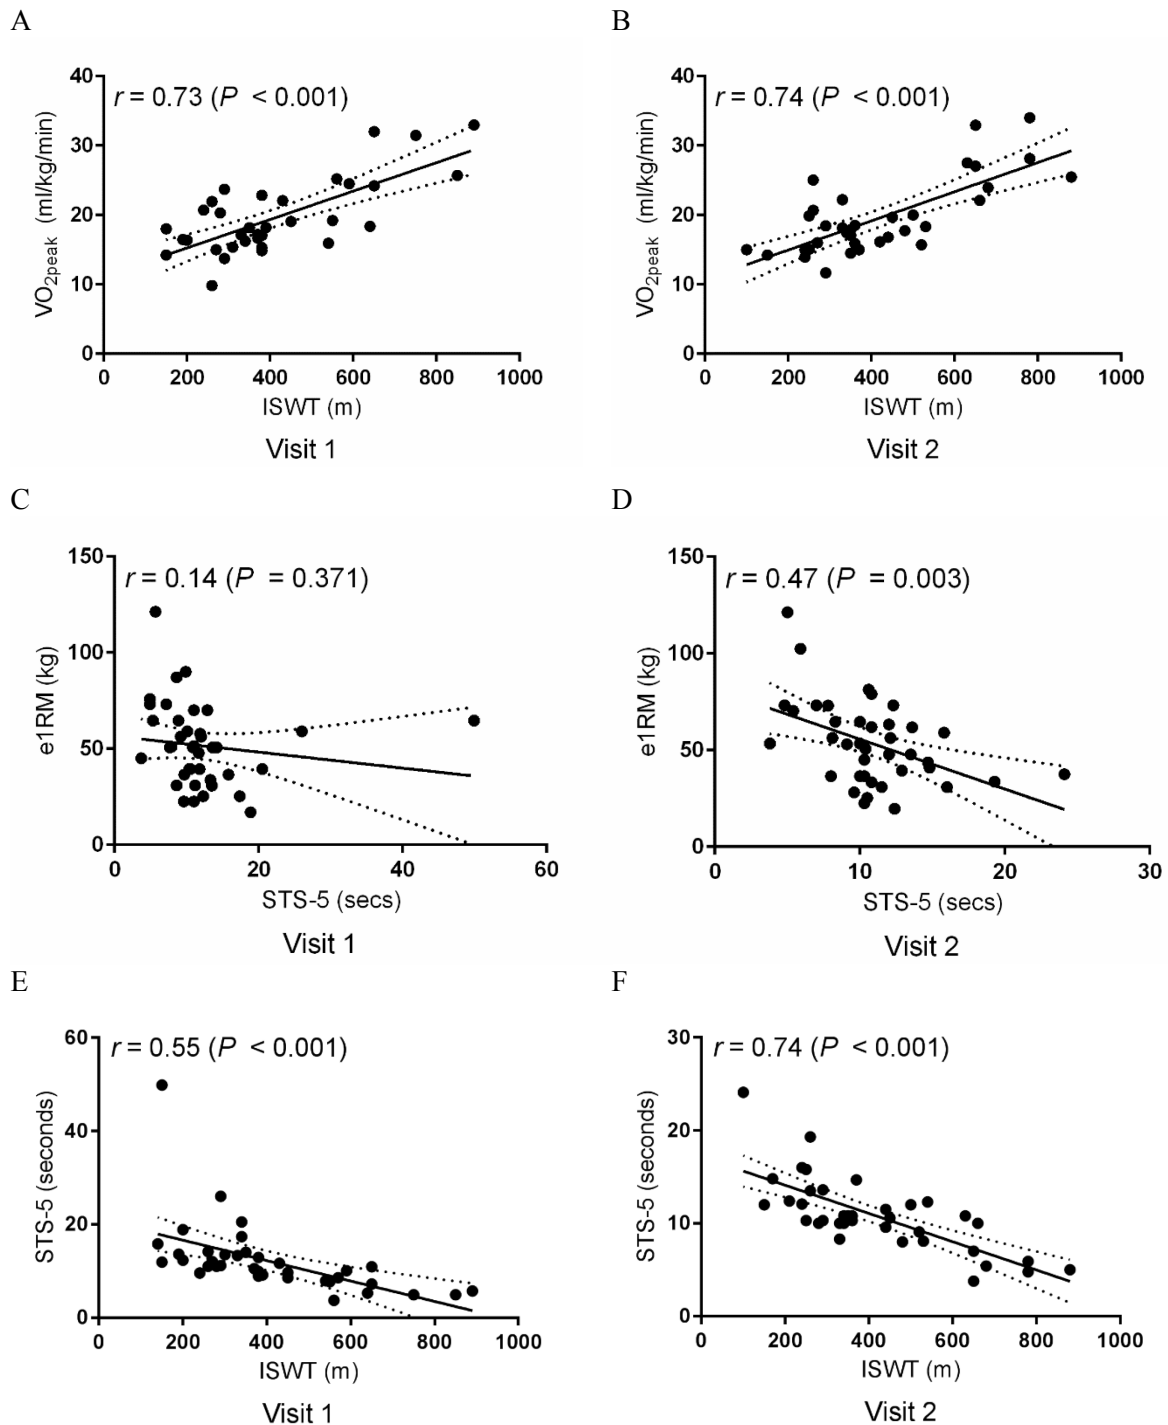 A
r = 0.73 (P < 0.001)
VO2peak (ml/kg/min)
40
30
20
10
0
0 200 400 600 800 1000
ISWT (m)
Visit 1
B
r = 0.74 (P < 0.001)
VO2peak (ml/kg/min)
40
30
20
10
0
0 200 400 600 800 1000
ISWT (m)
Visit 2
C
r = 0.14 (P = 0.371)
e1RM (kg)
150
100
50
0
0 20 40 60
STS-5 (secs)
Visit 1
D
r = 0.47 (P = 0.003)
e1RM (kg)
150
100
50
0
0 10 20 30
STS-5 (secs)
Visit 2
E
r = 0.55 (P < 0.001)
STS-5 (seconds)
60
40
20
0
0 200 400 600 800 1000
ISWT (m)
Visit 1
F
r = 0.74 (P < 0.001)
STS-5 (seconds)
30
20
10
0
0 200 400 600 800 1000
ISWT (m)
Visit 2